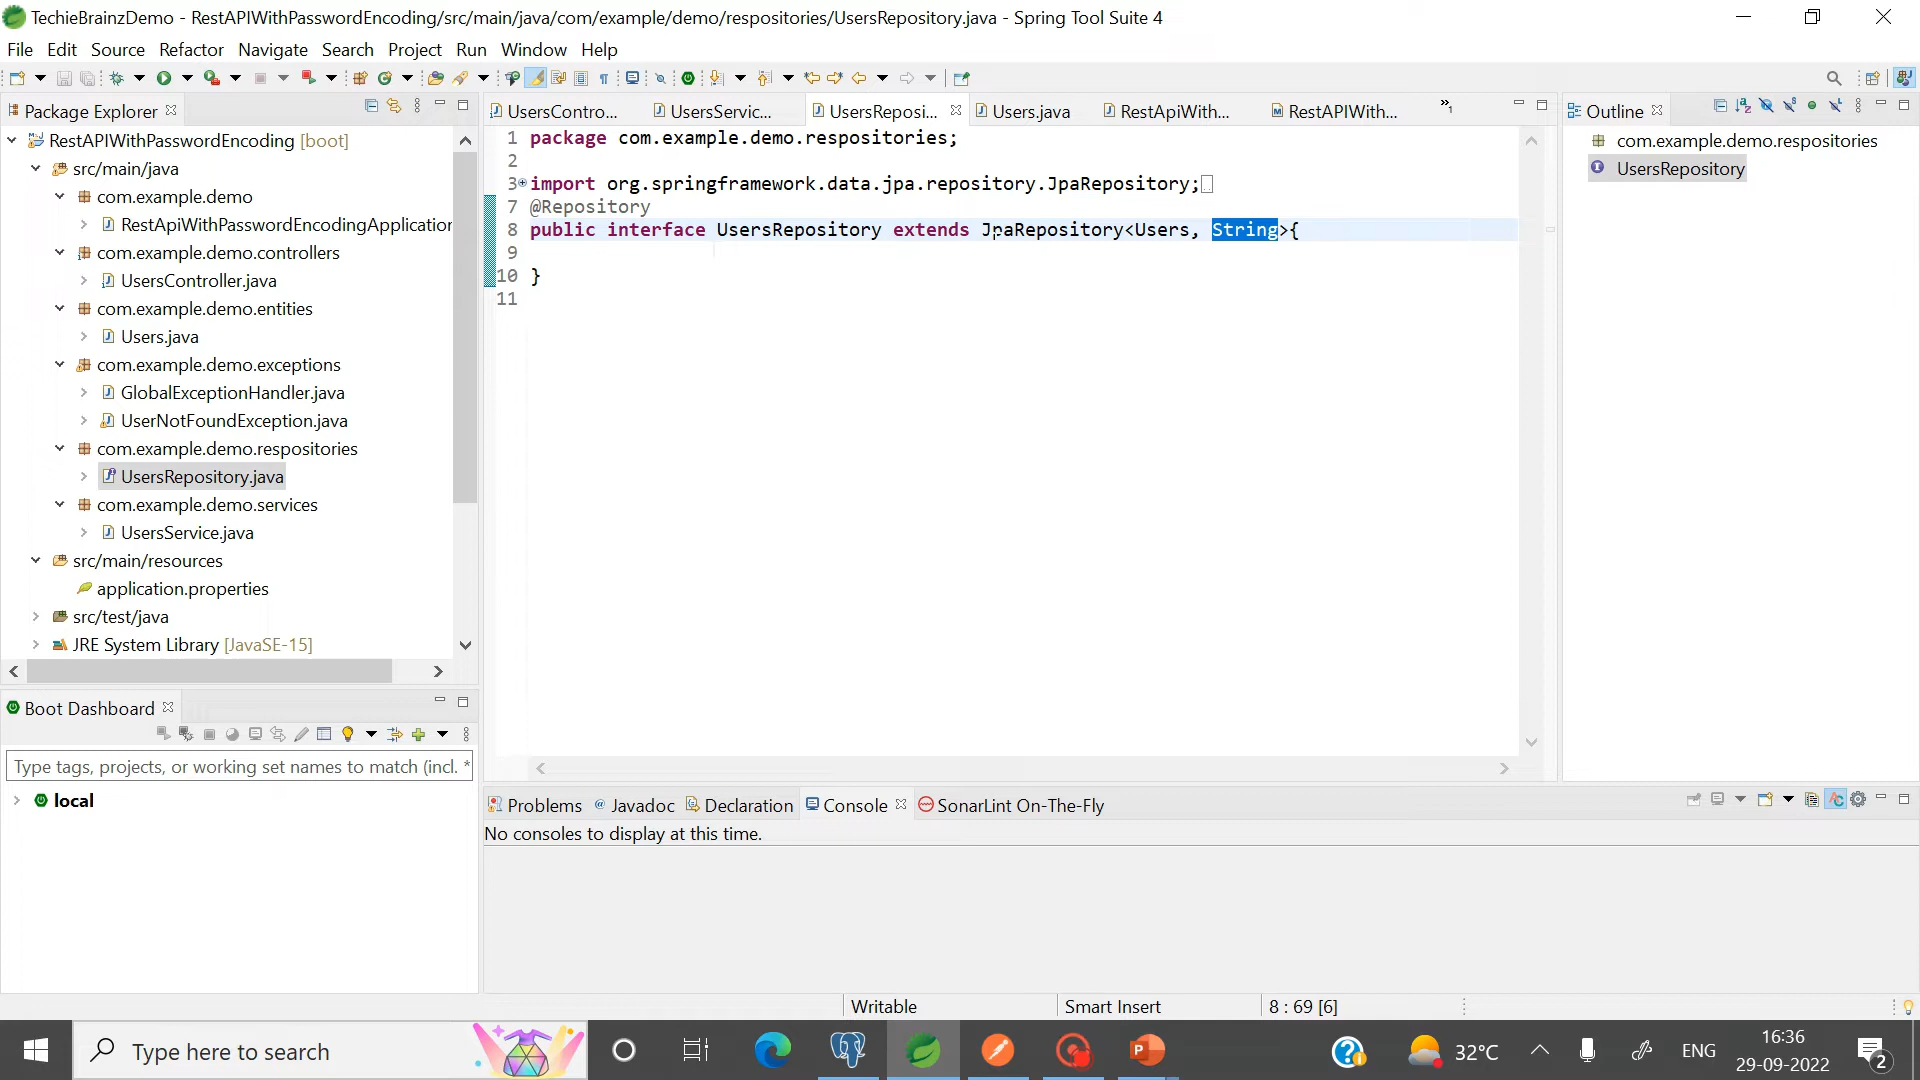 TechieBrainzDemo - RestAPIWithPasswordEncoding/src/main/java/com/example/demo/respositories/UsersRepository.java - Spring Tool Suite 4
File Edit Source Refactor Navigate Search Project Run Window Help
Package Explorer
RestAPIWithPasswordEncoding [boot]
src/main/java
com.example.demo
RestApiWithPasswordEncodingApplication
com.example.demo.controllers
UsersController.java
com.example.demo.entities
Users.java
com.example.demo.exceptions
GlobalExceptionHandler.java
UserNotFoundException.java
com.example.demo.respositories
UsersRepository.java
com.example.demo.services
UsersService.java
src/main/resources
application.properties
src/test/java
JRE System Library [JavaSE-15]
Boot Dashboard
Type tags, projects, or working set names to match (incl. *
local
UsersContro... UsersServic... UsersReposi... Users.java RestApiWith... RestAPIWith... »1
1 package com.example.demo.respositories;
2
3 import org.springframework.data.jpa.repository.JpaRepository;
7 @Repository
8 public interface UsersRepository extends JpaRepository<Users, String>{
9
10 }
11
Outline
com.example.demo.respositories
UsersRepository
Problems @ Javadoc Declaration Console SonarLint On-The-Fly
No consoles to display at this time.
Writable Smart Insert 8 : 69 [6]
Type here to search
32°C
ENG
16:36
29-09-2022
2